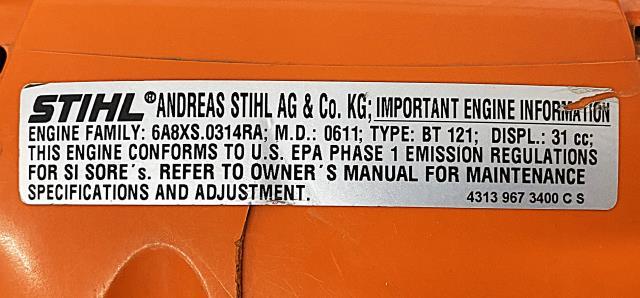 STIHL® ANDREAS STIHL AG & Co. KG; IMPORTANT ENGINE INFORMATION
ENGINE FAMILY: 6A8XS.0314RA; M.D.: 0611; TYPE: BT 121; DISPL.: 31 cc;
THIS ENGINE CONFORMS TO U.S. EPA PHASE 1 EMISSION REGULATIONS
FOR SI SORE's. REFER TO OWNER'S MANUAL FOR MAINTENANCE
SPECIFICATIONS AND ADJUSTMENT.
4313 967 3400 C S